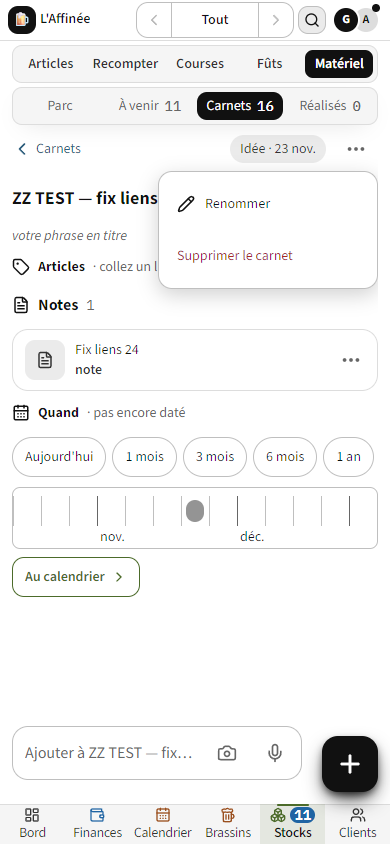 L'Affinée
Tout
G
A
Articles Recompter Courses Fûts Matériel
Parc À venir 11 Carnets 16 Réalisés 0
Carnets
Idée · 23 nov.
ZZ TEST — fix liens
Renommer
votre phrase en titre
Supprimer le carnet
Articles · collez un l
Notes 1
Fix liens 24
note
Quand · pas encore daté
Aujourd'hui 1 mois 3 mois 6 mois 1 an
nov. déc.
Au calendrier
Ajouter à ZZ TEST — fix…
11
Bord Finances Calendrier Brassins Stocks Clients